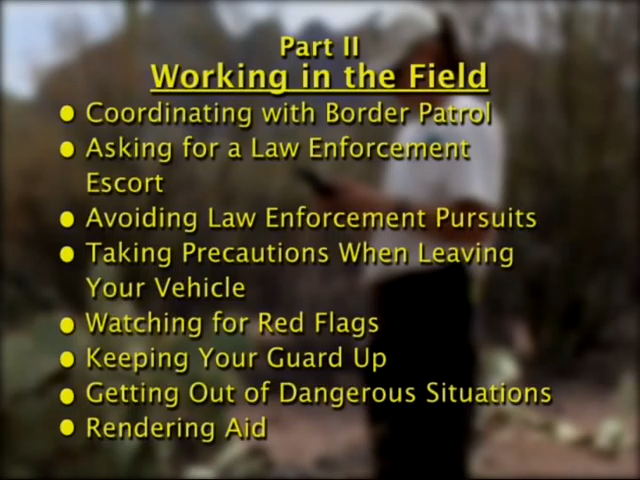 Part II
Working in the Field
• Coordinating with Border Patrol
• Asking for a Law Enforcement
Escort
• Avoiding Law Enforcement Pursuits
• Taking Precautions When Leaving
Your Vehicle
• Watching for Red Flags
• Keeping Your Guard Up
• Getting Out of Dangerous Situations
• Rendering Aid